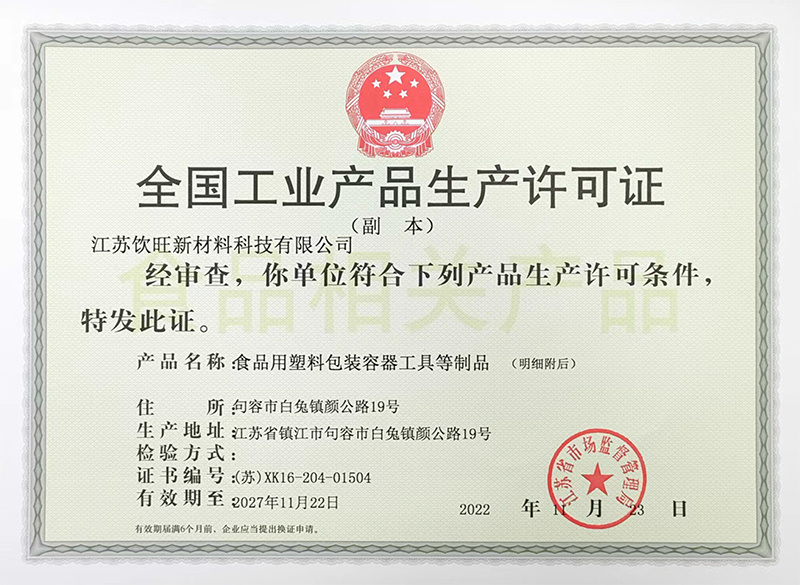 全国工业产品生产许可证
（副 本）
江苏饮旺新材料科技有限公司
食品相关产品
经审查，你单位符合下列产品生产许可条件，
特发此证。
产品名称：食品用塑料包装容器工具等制品 （明细附后）
住 所：句容市白兔镇颜公路19号
生产地址：江苏省镇江市句容市白兔镇颜公路19号
检验方式：
证书编号：(苏)XK16-204-01504
有效期至：2027年11月22日
江苏省市场监督管理局
2022 年 11 月 23 日
有效期届满6个月前，企业应当提出换证申请。